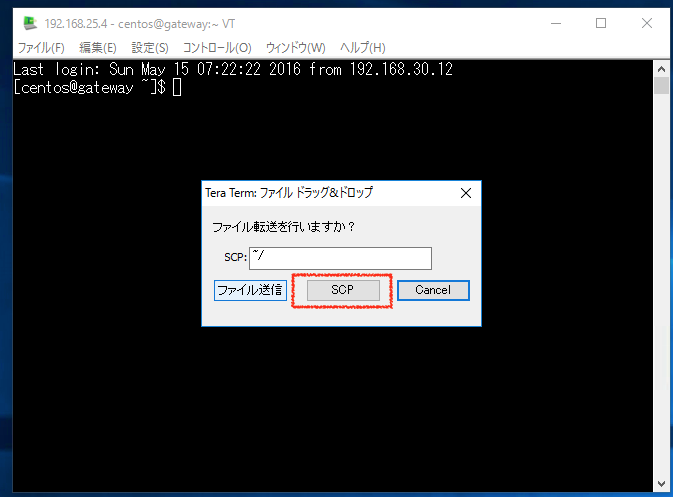 192.168.25.4 - centos@gateway:~ VT
ファイル(F) 編集(E) 設定(S) コントロール(O) ウィンドウ(W) ヘルプ(H)
Last login: Sun May 15 07:22:22 2016 from 192.168.30.12
[centos@gateway ~]$
Tera Term: ファイル ドラッグ&ドロップ
ファイル転送を行いますか？
SCP: ~/
ファイル送信 SCP Cancel